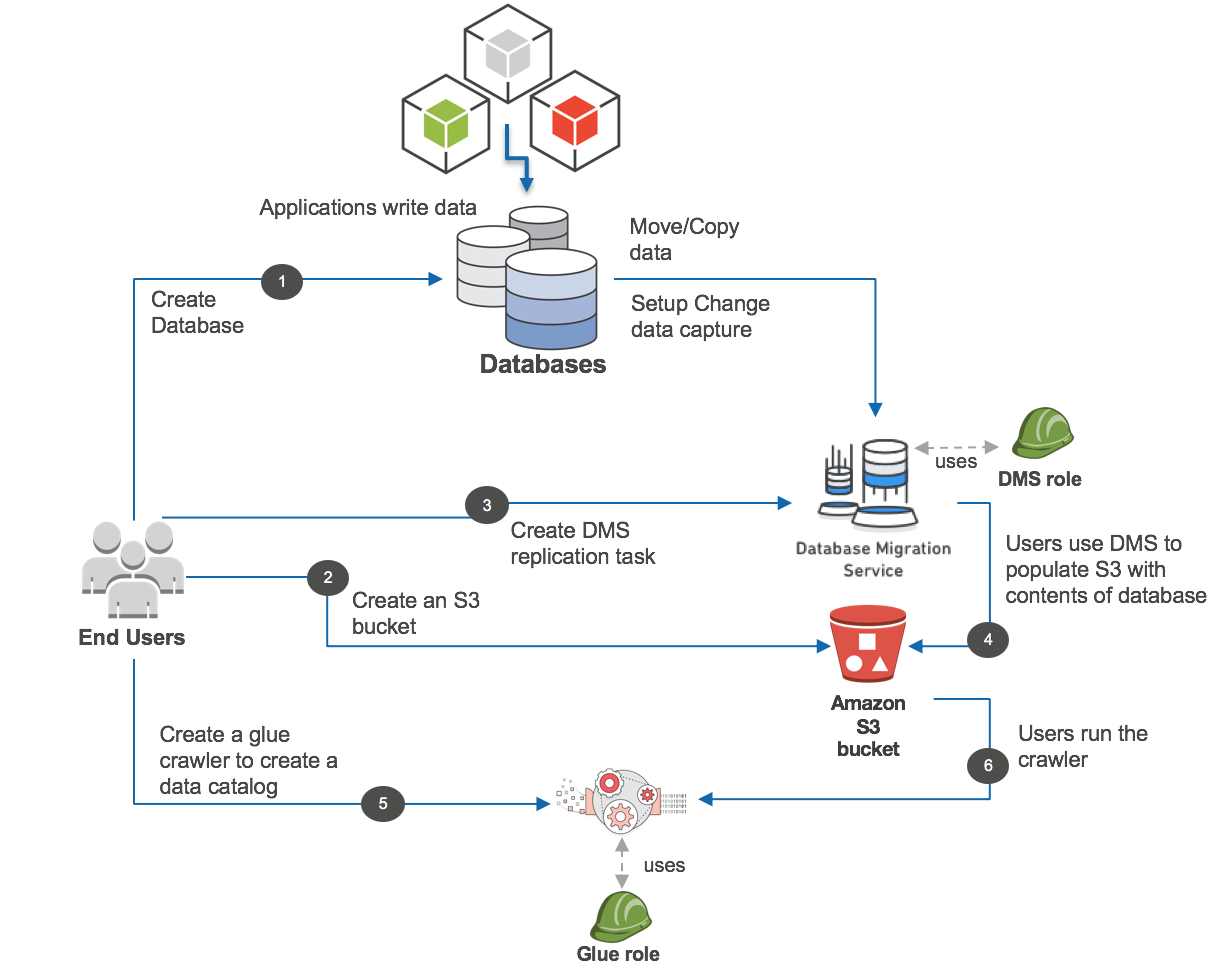 Applications write data
Move/Copy
data
1
Create
Database
Setup Change
data capture
Databases
uses
DMS role
3
Create DMS
replication task
Database Migration
Service
Users use DMS to
populate S3 with
contents of database
2
Create an S3
bucket
End Users
4
Amazon
S3
bucket
Create a glue
crawler to create a
data catalog
Users run the
crawler
6
5
uses
Glue role